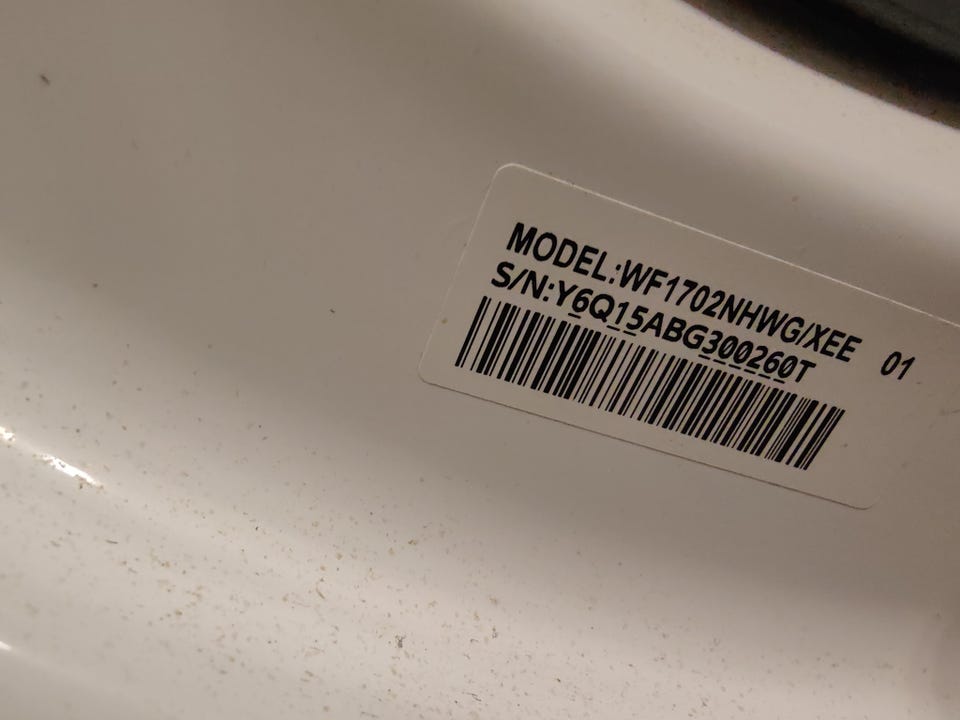 MODEL:WF1702NHWG/XEE 01
S/N:Y6Q15ABG300260T